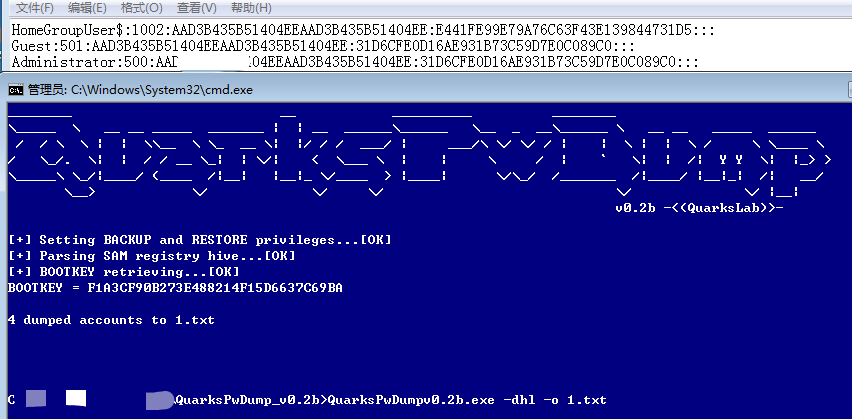 文件(F) 编辑(E) 格式(O) 查看(V) 帮助(H)
HomeGroupUser$:1002:AAD3B435B51404EEAAD3B435B51404EE:E441FE99E79A76C63F43E139844731D5:::
Guest:501:AAD3B435B51404EEAAD3B435B51404EE:31D6CFE0D16AE931B73C59D7E0C089C0:::
Administrator:500:AAD 04EEAAD3B435B51404EE:31D6CFE0D16AE931B73C59D7E0C089C0:::
管理员: C:\Windows\System32\cmd.exe
QuarksPwDump
v0.2b -<(QuarksLab)>-
[+] Setting BACKUP and RESTORE privileges...[OK]
[+] Parsing SAM registry hive...[OK]
[+] BOOTKEY retrieving...[OK]
BOOTKEY = F1A3CF90B273E488214F15D6637C69BA
4 dumped accounts to 1.txt
C \QuarksPwDump_v0.2b>QuarksPwDumpv0.2b.exe -dhl -o 1.txt